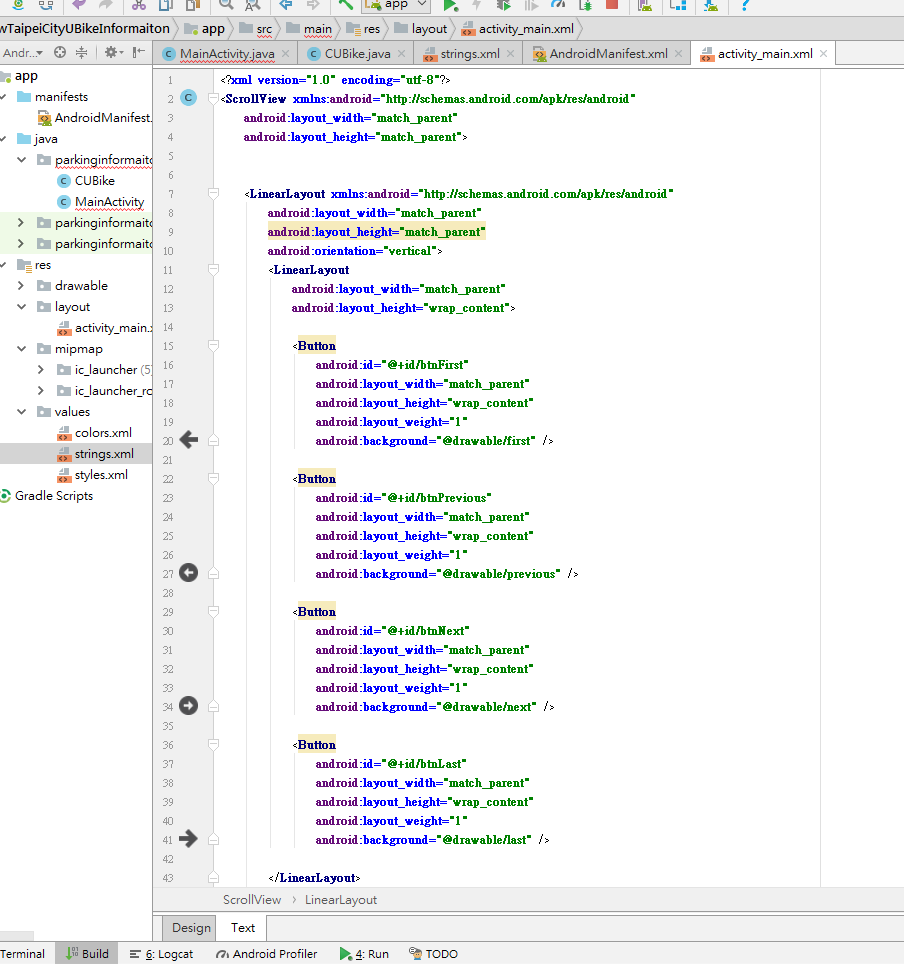 app
wTaipeiCityUBikeInformaiton app src main res layout activity_main.xml
Andr... MainActivity.java CUBike.java strings.xml AndroidManifest.xml activity_main.xml
app
manifests
AndroidManifest.
java
parkinginformaito
CUBike
MainActivity
parkinginformaito
parkinginformaito
res
drawable
layout
activity_main.x
mipmap
ic_launcher (5
ic_launcher_ro
values
colors.xml
strings.xml
styles.xml
Gradle Scripts
1 <?xml version="1.0" encoding="utf-8"?>
2 <ScrollView xmlns:android="http://schemas.android.com/apk/res/android"
3 android:layout_width="match_parent"
4 android:layout_height="match_parent">
5
6
7 <LinearLayout xmlns:android="http://schemas.android.com/apk/res/android"
8 android:layout_width="match_parent"
9 android:layout_height="match_parent"
10 android:orientation="vertical">
11 <LinearLayout
12 android:layout_width="match_parent"
13 android:layout_height="wrap_content">
14
15 <Button
16 android:id="@+id/btnFirst"
17 android:layout_width="match_parent"
18 android:layout_height="wrap_content"
19 android:layout_weight="1"
20 android:background="@drawable/first" />
21
22 <Button
23 android:id="@+id/btnPrevious"
24 android:layout_width="match_parent"
25 android:layout_height="wrap_content"
26 android:layout_weight="1"
27 android:background="@drawable/previous" />
28
29 <Button
30 android:id="@+id/btnNext"
31 android:layout_width="match_parent"
32 android:layout_height="wrap_content"
33 android:layout_weight="1"
34 android:background="@drawable/next" />
35
36 <Button
37 android:id="@+id/btnLast"
38 android:layout_width="match_parent"
39 android:layout_height="wrap_content"
40 android:layout_weight="1"
41 android:background="@drawable/last" />
42
43 </LinearLayout>
ScrollView › LinearLayout
Design Text
Terminal Build 6: Logcat Android Profiler 4: Run TODO